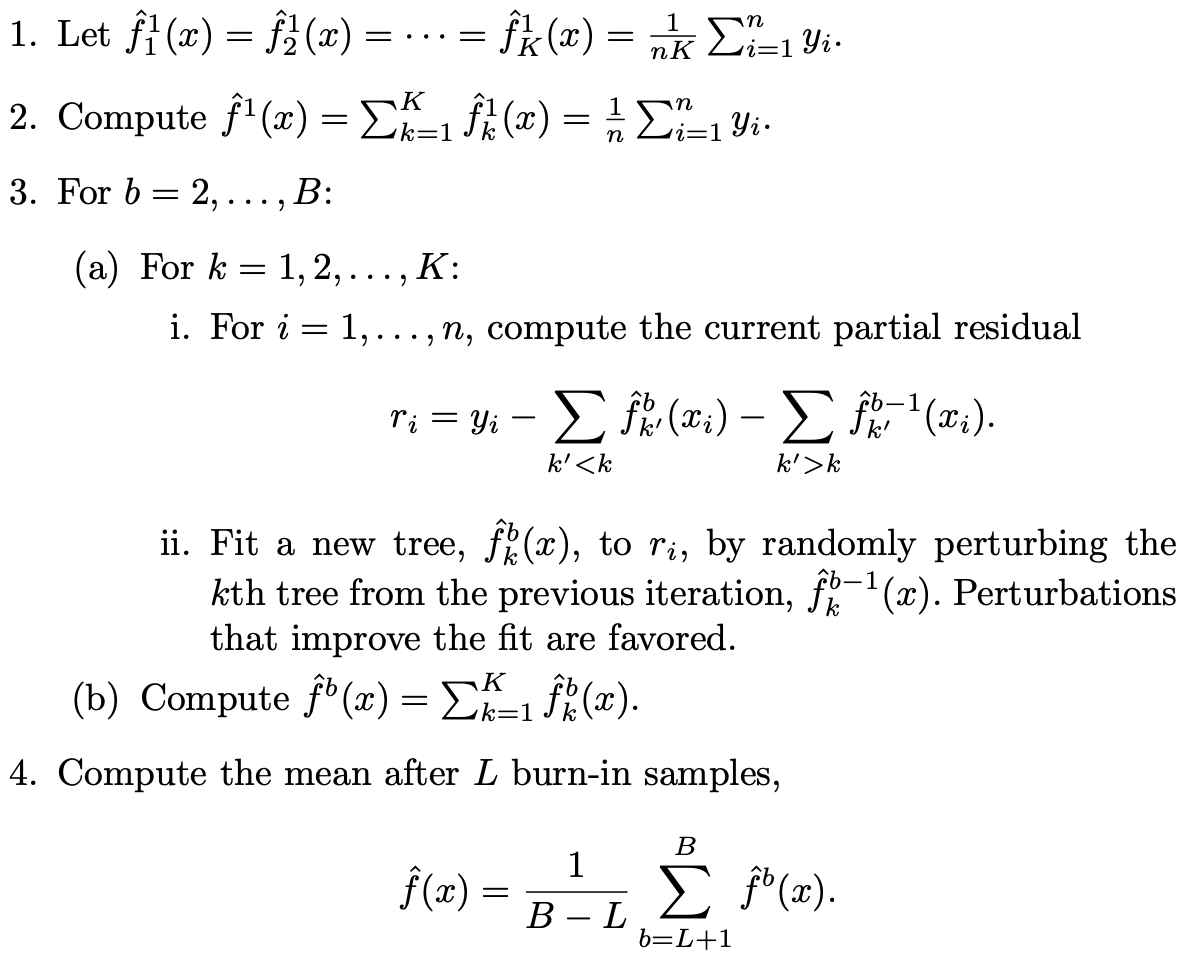 1. Let $\hat{f}_1^1(x) = \hat{f}_2^1(x) = \cdots = \hat{f}_K^1(x) = \frac{1}{nK} \sum_{i=1}^n y_i.$
2. Compute $\hat{f}^1(x) = \sum_{k=1}^K \hat{f}_k^1(x) = \frac{1}{n} \sum_{i=1}^n y_i.$
3. For $b = 2, \ldots, B$:
(a) For $k = 1, 2, \ldots, K$:
i. For $i = 1, \ldots, n$, compute the current partial residual
$r_i = y_i - \sum_{k'<k} \hat{f}_{k'}^b(x_i) - \sum_{k'>k} \hat{f}_{k'}^{b-1}(x_i).$
ii. Fit a new tree, $\hat{f}_k^b(x)$, to $r_i$, by randomly perturbing the
$k$th tree from the previous iteration, $\hat{f}_k^{b-1}(x)$. Perturbations
that improve the fit are favored.
(b) Compute $\hat{f}^b(x) = \sum_{k=1}^K \hat{f}_k^b(x).$
4. Compute the mean after $L$ burn-in samples,
$\hat{f}(x) = \frac{1}{B-L} \sum_{b=L+1}^B \hat{f}^b(x).$